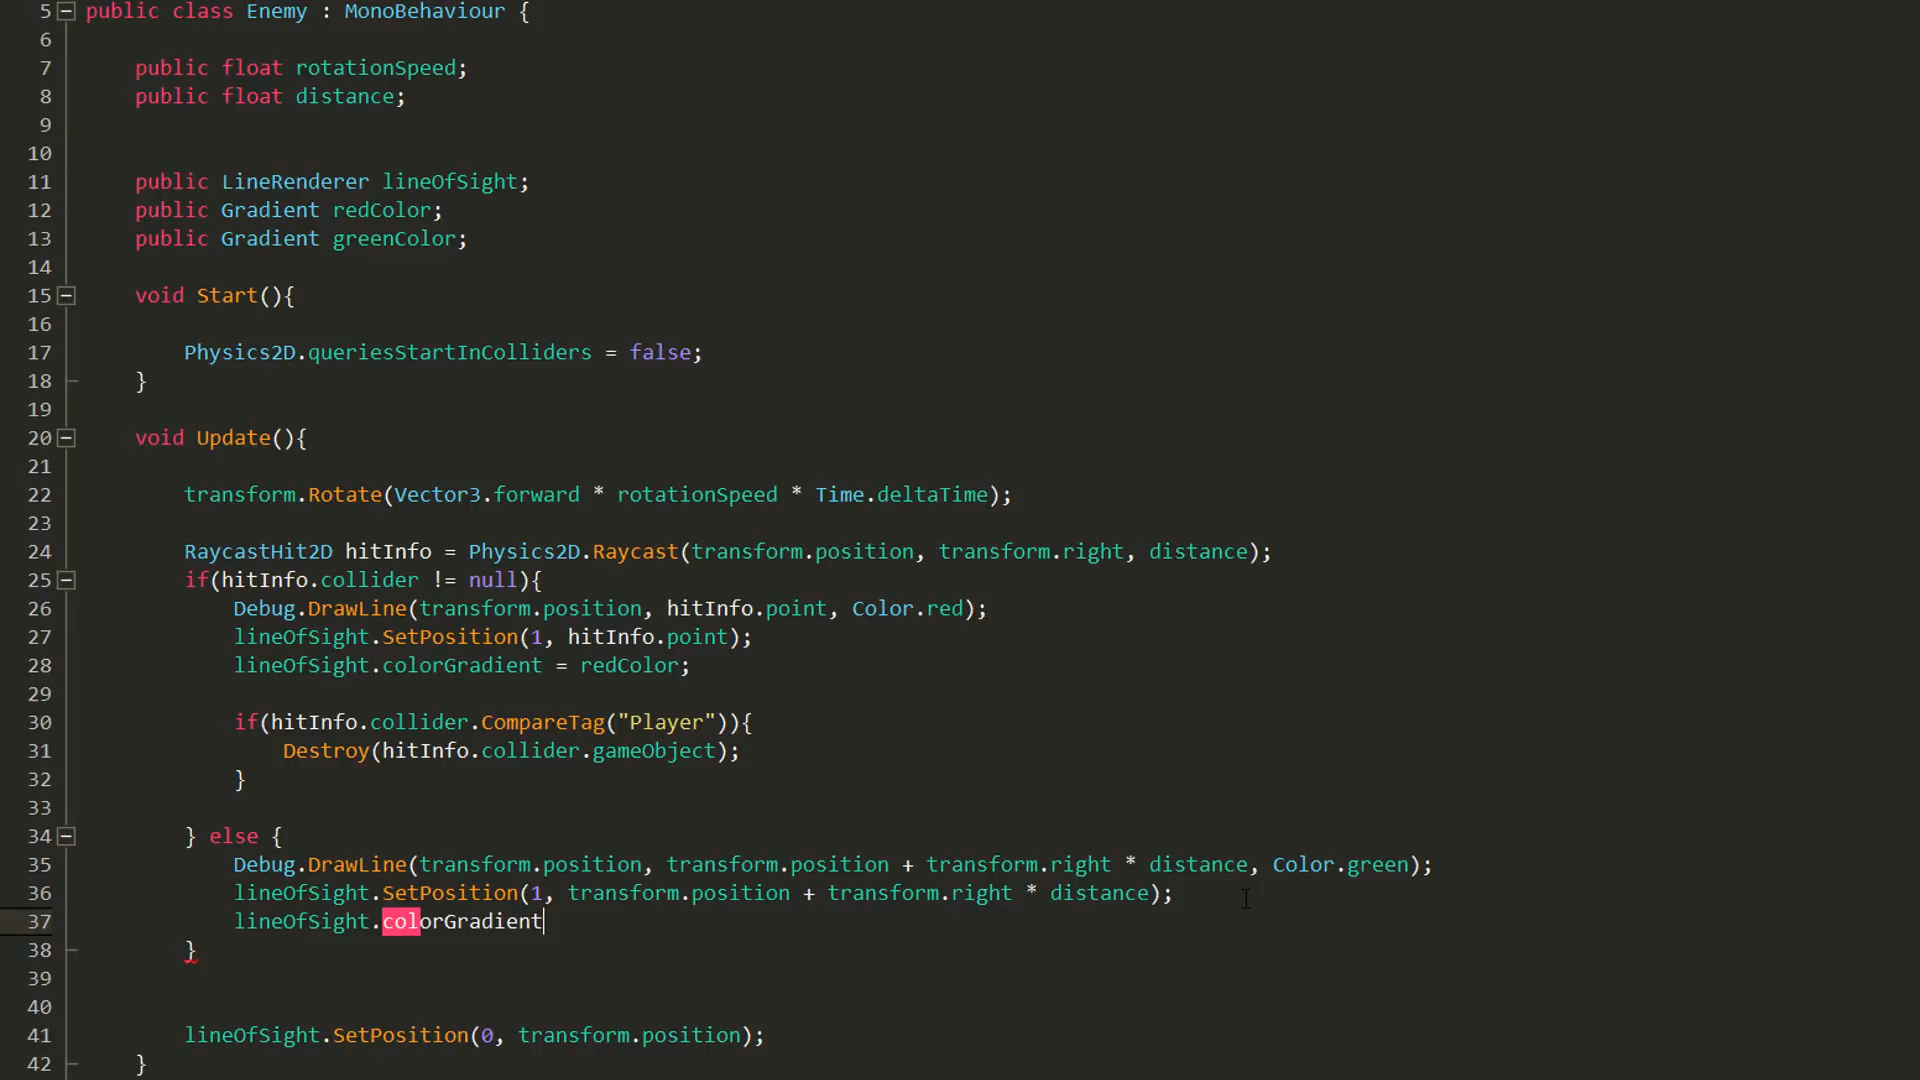 5 public class Enemy : MonoBehaviour {
6
7 public float rotationSpeed;
8 public float distance;
9
10
11 public LineRenderer lineOfSight;
12 public Gradient redColor;
13 public Gradient greenColor;
14
15 void Start(){
16
17 Physics2D.queriesStartInColliders = false;
18 }
19
20 void Update(){
21
22 transform.Rotate(Vector3.forward * rotationSpeed * Time.deltaTime);
23
24 RaycastHit2D hitInfo = Physics2D.Raycast(transform.position, transform.right, distance);
25 if(hitInfo.collider != null){
26 Debug.DrawLine(transform.position, hitInfo.point, Color.red);
27 lineOfSight.SetPosition(1, hitInfo.point);
28 lineOfSight.colorGradient = redColor;
29
30 if(hitInfo.collider.CompareTag("Player")){
31 Destroy(hitInfo.collider.gameObject);
32 }
33
34 } else {
35 Debug.DrawLine(transform.position, transform.position + transform.right * distance, Color.green);
36 lineOfSight.SetPosition(1, transform.position + transform.right * distance);
37 lineOfSight.colorGradient
38 }
39
40
41 lineOfSight.SetPosition(0, transform.position);
42 }